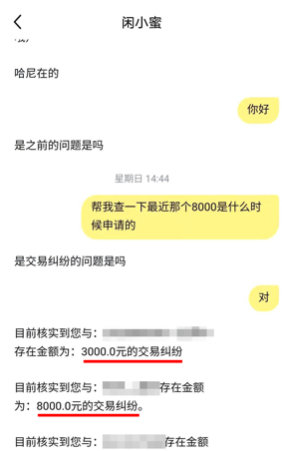 闲小蜜
哈尼在的
你好
是之前的问题是吗
星期日 14:44
帮我查一下最近那个8000是什么时
候申请的
是交易纠纷的问题是吗
对
目前核实到您与：
存在金额为：3000.0元的交易纠纷
目前核实到您与：存在金额
为：8000.0元的交易纠纷。
目前核实到您与：存在金额